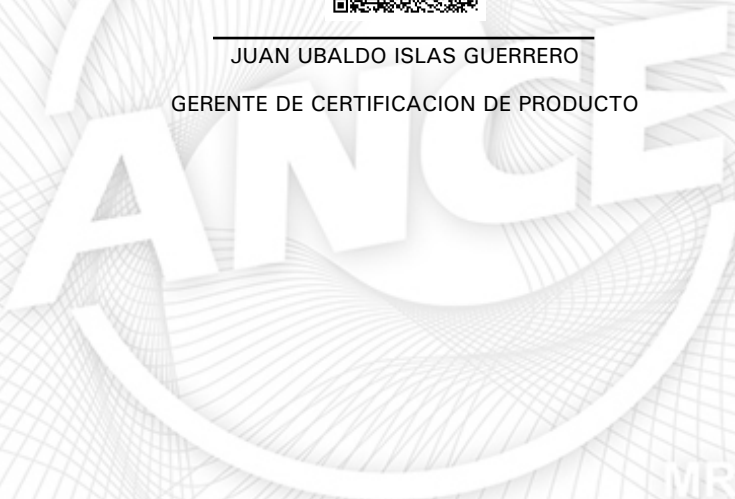 JUAN UBALDO ISLAS GUERRERO
GERENTE DE CERTIFICACION DE PRODUCTO
ANCE
MR